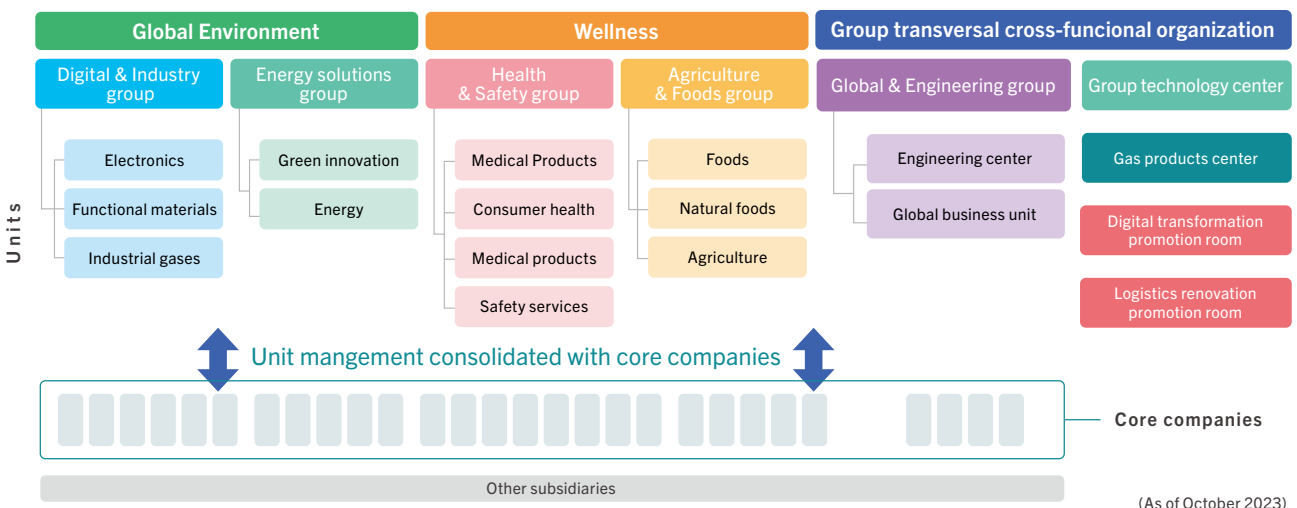 Global Environment
Wellness
Group transversal cross-funcional organization
Digital & Industry
group
Energy solutions
group
Health
& Safety group
Agriculture
& Foods group
Global & Engineering group
Group technology center
Units
Electronics
Functional materials
Industrial gases
Green innovation
Energy
Medical Products
Consumer health
Medical products
Safety services
Foods
Natural foods
Agriculture
Engineering center
Global business unit
Gas products center
Digital transformation
promotion room
Logistics renovation
promotion room
Unit mangement consolidated with core companies
Core companies
Other subsidiaries
(As of October 2023)